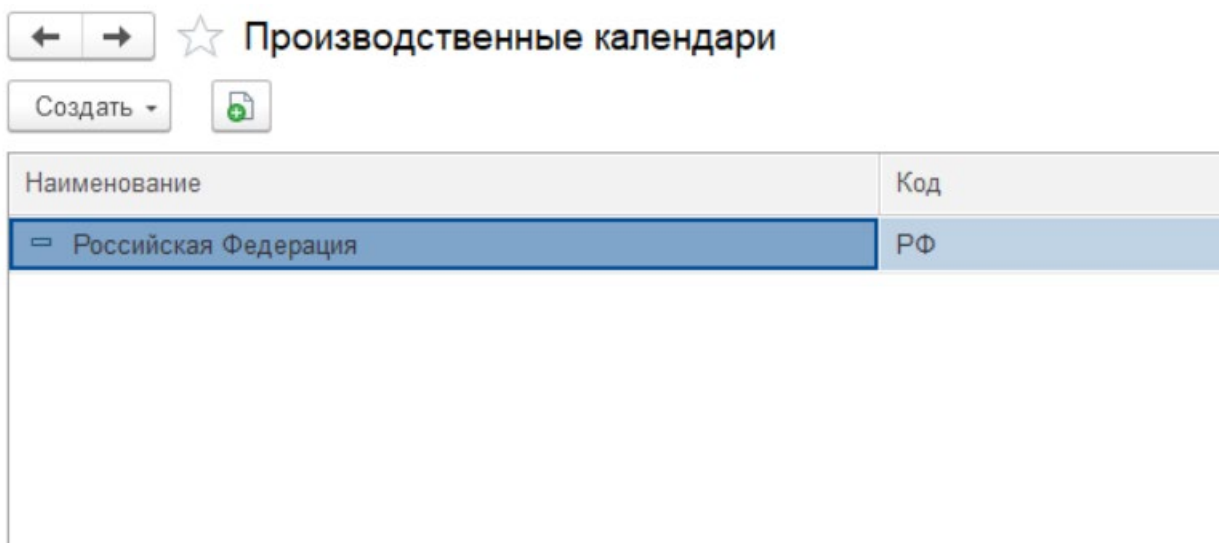 Производственные календари
Создать
Наименование Код
Российская Федерация РФ